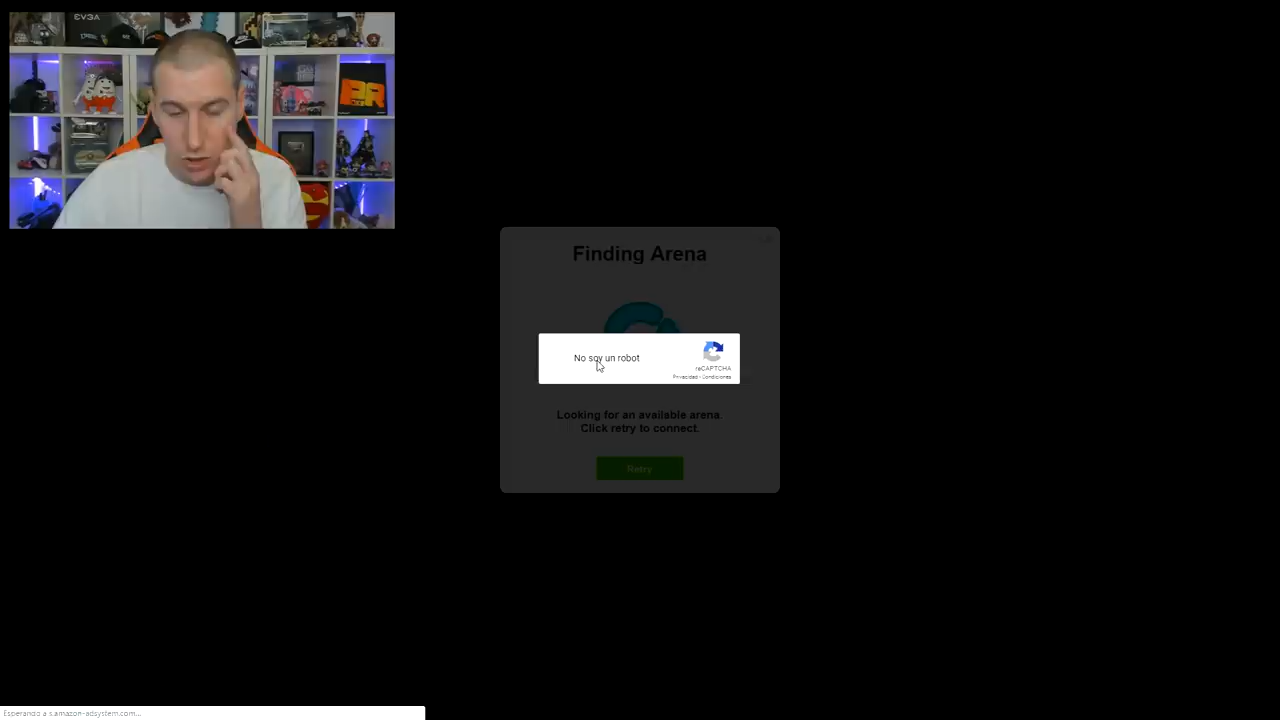 EVGA
Finding Arena
No soy un robot
reCAPTCHA
Privacidad - Condiciones
Looking for an available arena.
Click retry to connect.
Retry
Esperando a s.amazon-adsystem.com...